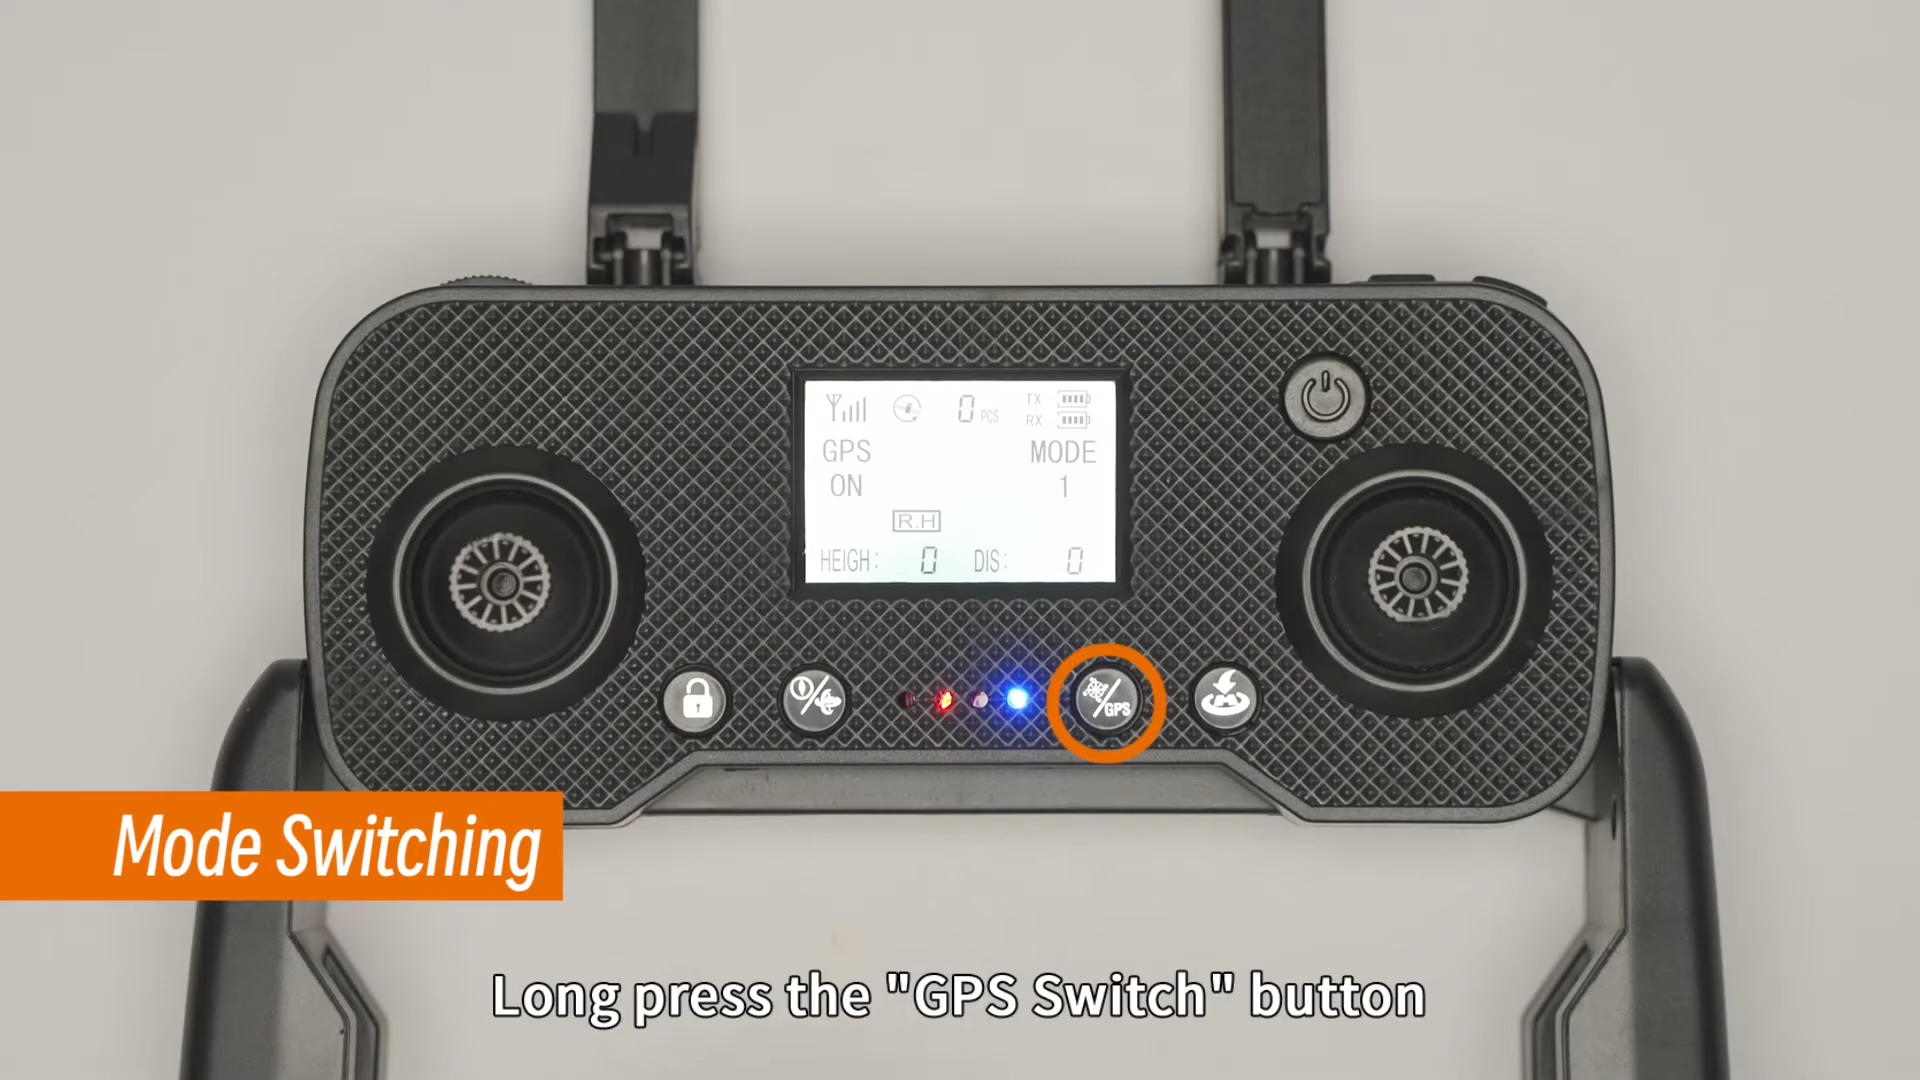 0 PCS
TX
RX
GPS
MODE
ON
1
R.H
HEIGH: 0 DIS: 0
GPS
Mode Switching
Long press the "GPS Switch" button